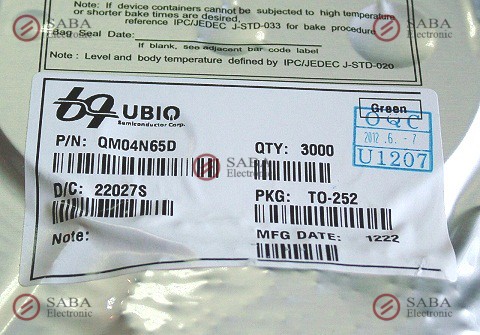 Note: If device containers cannot be subjected to high temperature
or shorter bake times are desired,
reference IPC/JEDEC J-STD-033 for bake procedure
Bag Seal Date:
If blank, see adjacent bar code label
Note : Level and body temperature defined by IPC/JEDEC J-STD-020
UBIQ
Semiconductor Corp.
Green
OQC
2012.6.-7
U1207
P/N: QM04N65D
QTY: 3000
D/C: 22027S
PKG: TO-252
Note:
MFG DATE: 1222
SABA
Electronic
SABA
Electronic
SABA
Electronic
SABA
Electronic
SABA
Electronic